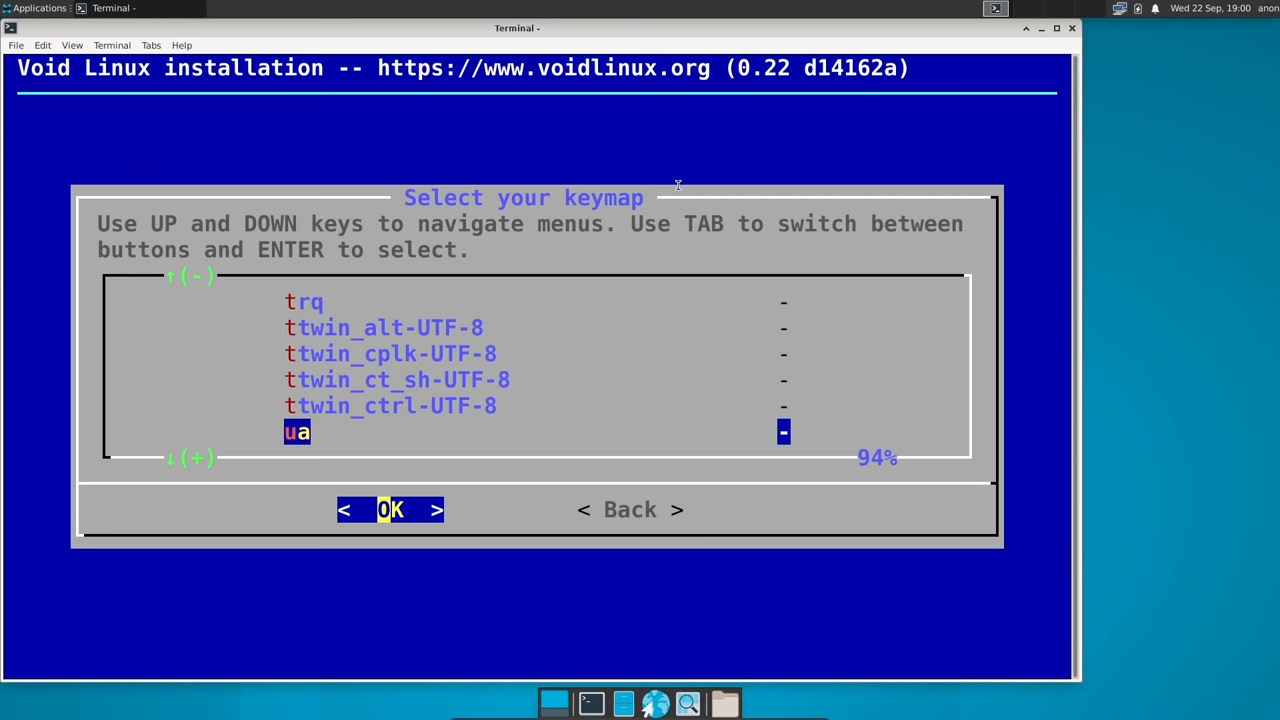 Applications
Terminal -
Wed 22 Sep, 19:00
anon
Terminal -
File Edit View Terminal Tabs Help
Void Linux installation -- https://www.voidlinux.org (0.22 d14162a)
Select your keymap
Use UP and DOWN keys to navigate menus. Use TAB to switch between
buttons and ENTER to select.
↑(-)
trq -
ttwin_alt-UTF-8 -
ttwin_cplk-UTF-8 -
ttwin_ct_sh-UTF-8 -
ttwin_ctrl-UTF-8 -
ua -
↓(+) 94%
< OK > < Back >